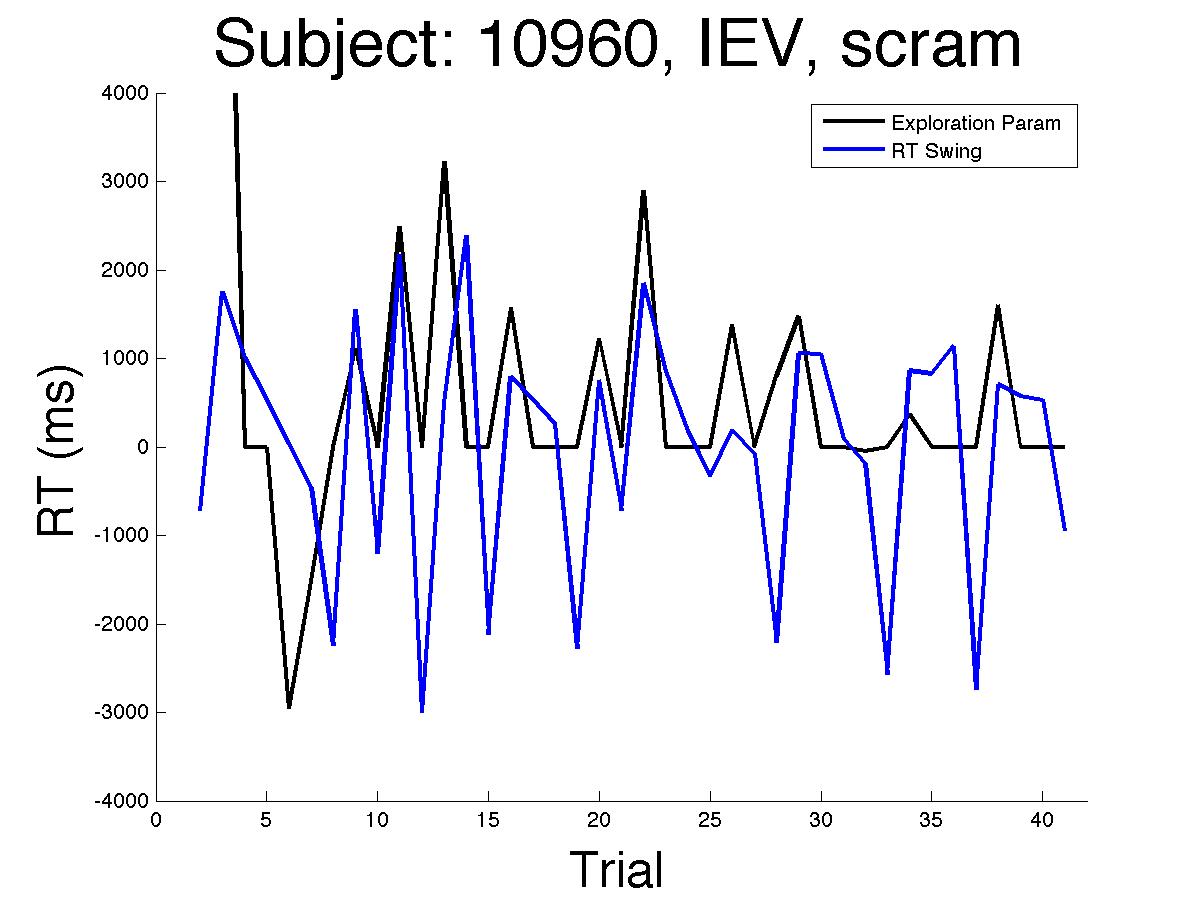 Subject: 10960, IEV, scram
Exploration Param
RT Swing
4000
3000
2000
1000
0
-1000
-2000
-3000
-4000
RT (ms)
0 5 10 15 20 25 30 35 40
Trial